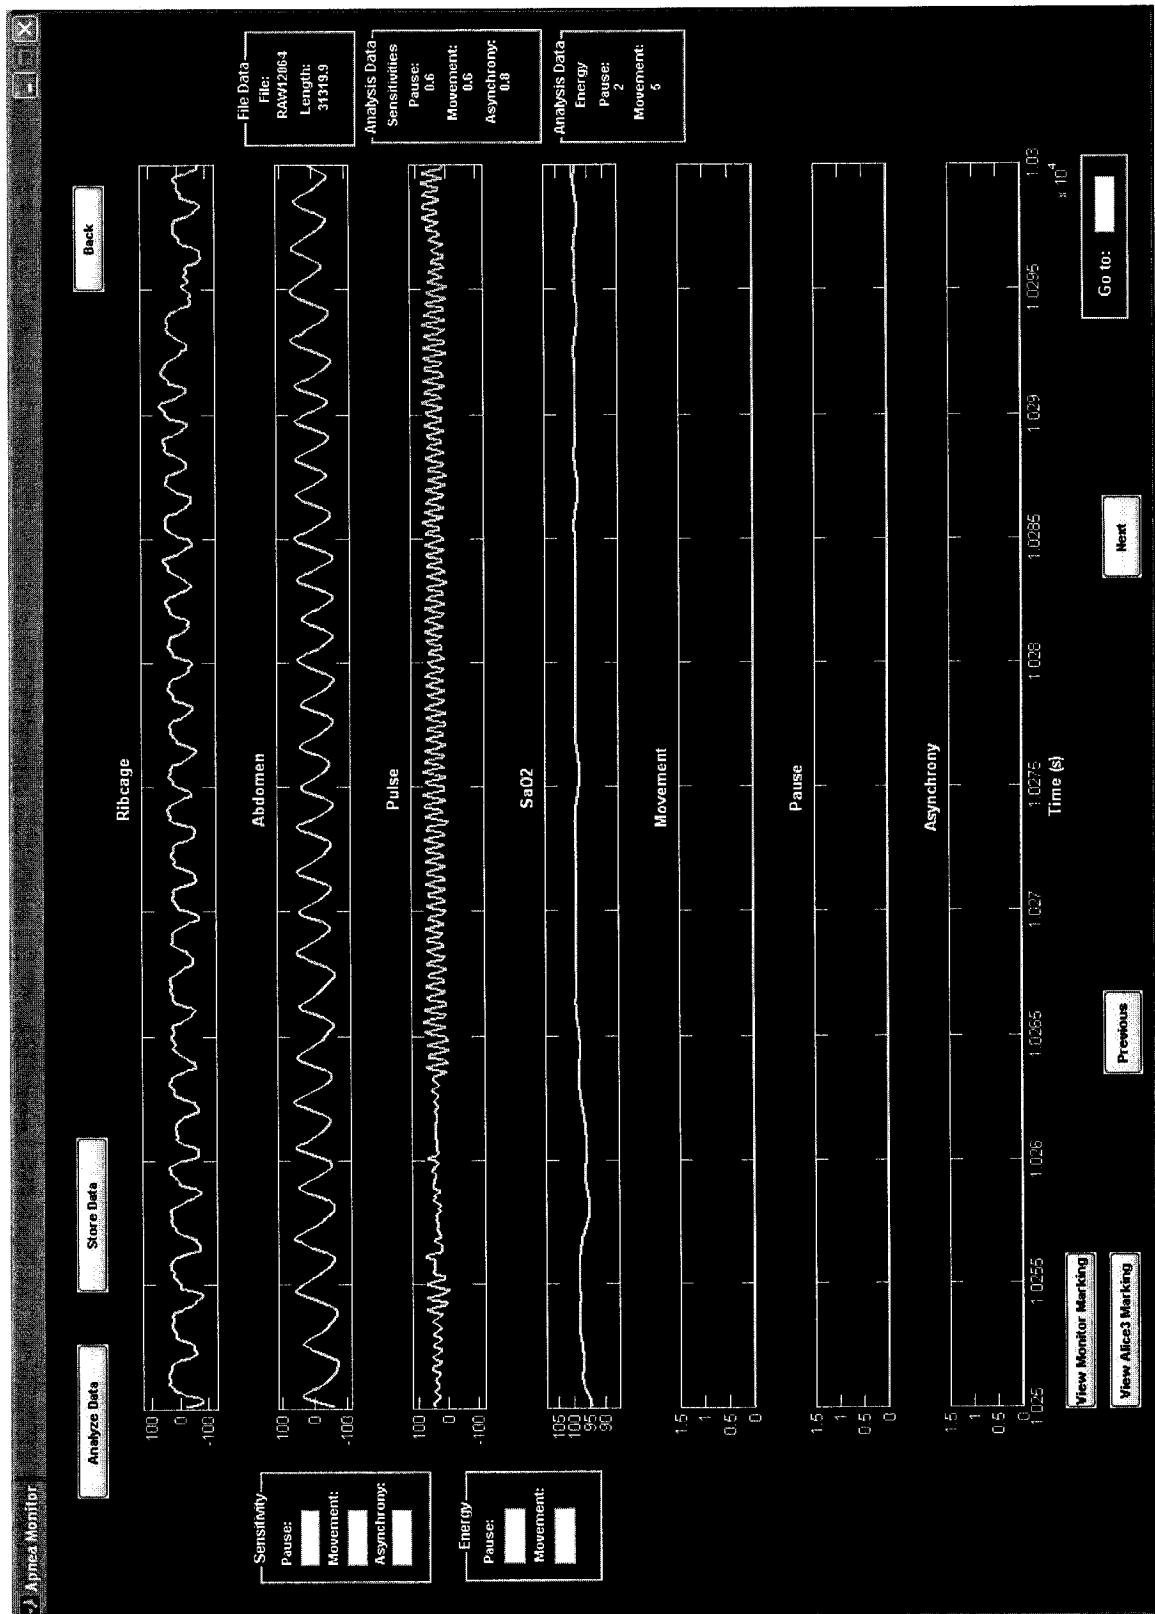 Apnea Monitor
Analyze Data
Store Data
Back
Ribcage
100
0
-100
Abdomen
100
0
-100
Pulse
100
0
-100
SaO2
105
100
95
90
Movement
1.5
1
0.5
0
Pause
1.5
1
0.5
0
Asynchrony
1.5
1
0.5
0
1.025 1.0255 1.026 1.0265 1.027 1.0275 1.028 1.0285 1.029 1.0295 1.03
x 10^4
Time (s)
Sensitivity
Pause:
Movement:
Asynchrony:
Energy
Pause:
Movement:
File Data
File:
RAW12064
Length:
31319.9
Analysis Data
Sensitivities
Pause:
0.6
Movement:
0.6
Asynchrony:
0.8
Analysis Data
Energy
Pause:
2
Movement:
5
View Monitor Marking
View Alice3 Marking
Previous
Next
Go to: